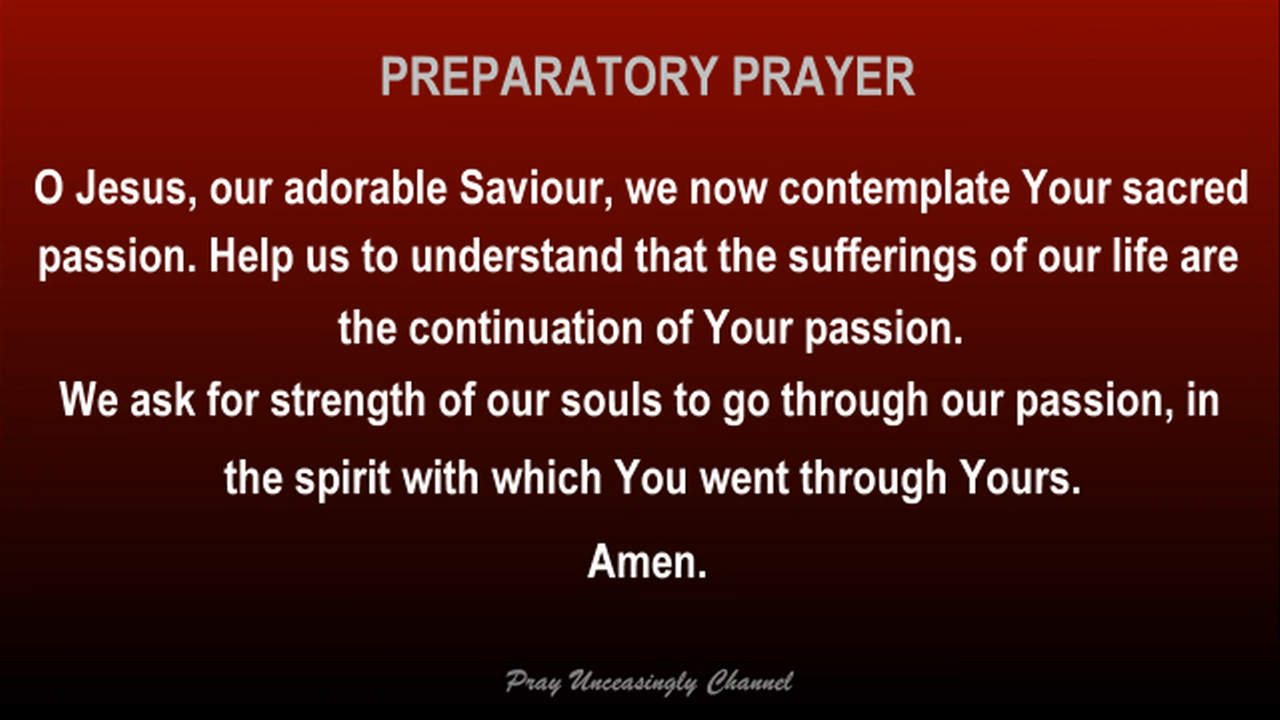 PREPARATORY PRAYER
O Jesus, our adorable Saviour, we now contemplate Your sacred
passion. Help us to understand that the sufferings of our life are
the continuation of Your passion.
We ask for strength of our souls to go through our passion, in
the spirit with which You went through Yours.
Amen.
Pray Unceasingly Channel